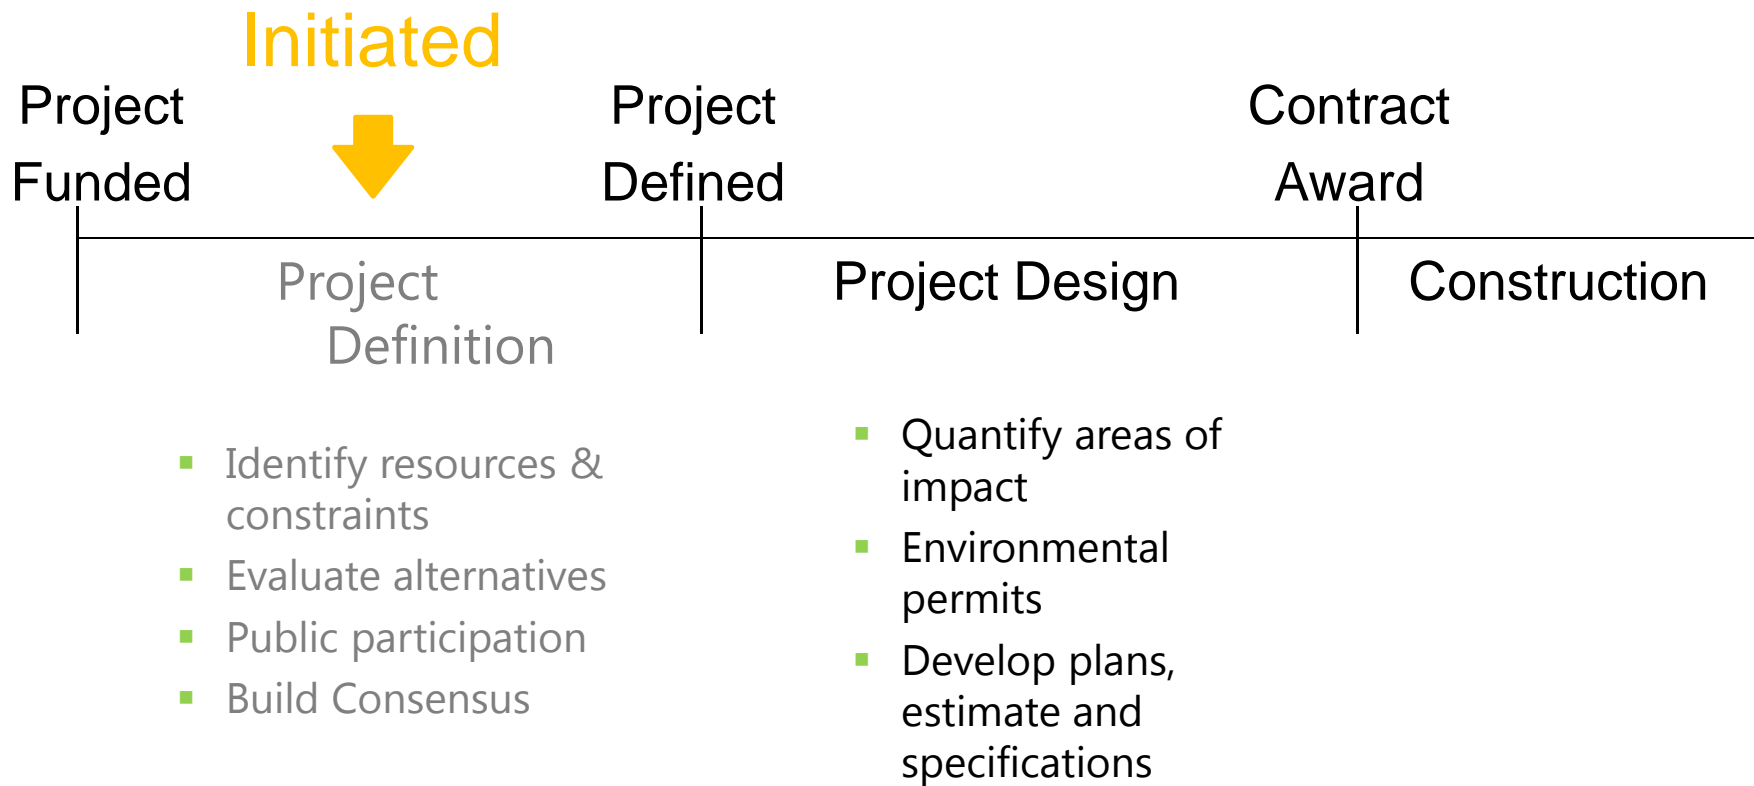 Initiated
Project
Funded
Project
Defined
Contract
Award
Project
Definition
Project Design
Construction
▪ Identify resources &
constraints
▪ Evaluate alternatives
▪ Public participation
▪ Build Consensus
▪ Quantify areas of
impact
▪ Environmental
permits
▪ Develop plans,
estimate and
specifications